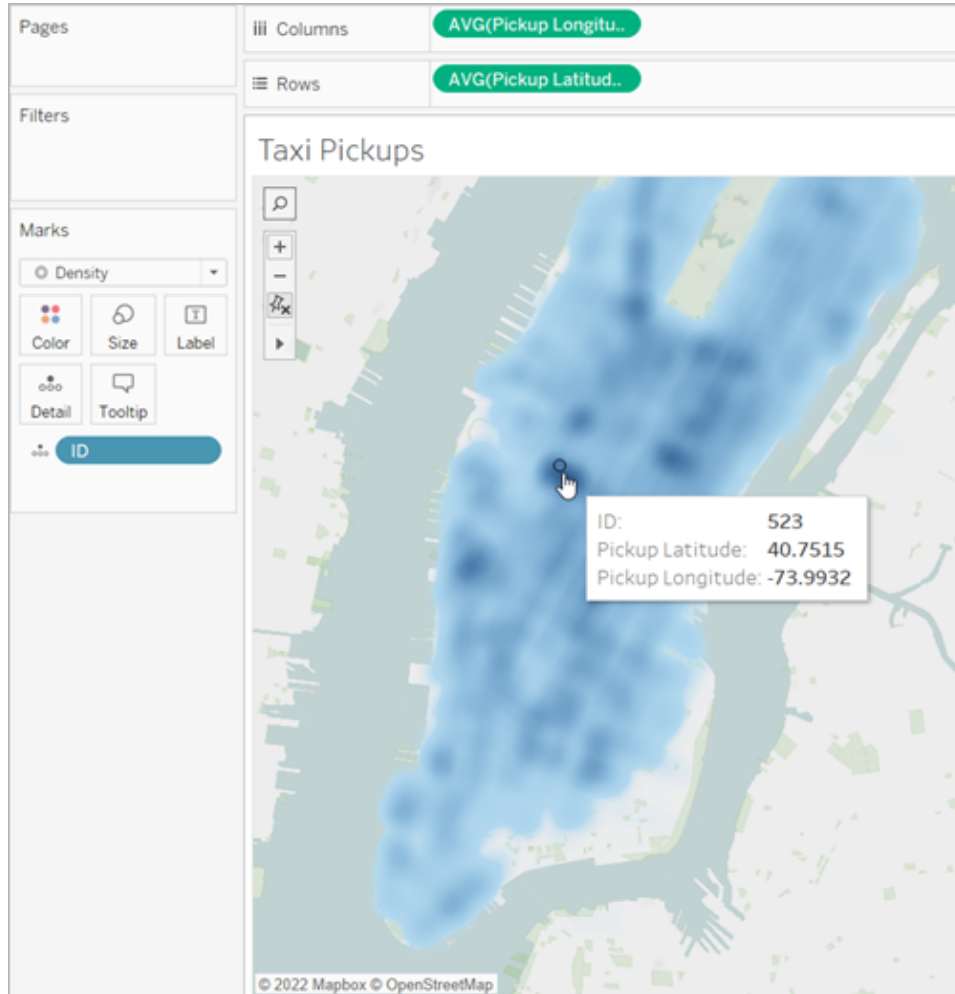 Pages
Columns
AVG(Pickup Longitu..
Rows
AVG(Pickup Latitud..
Filters
Taxi Pickups
Marks
Density
Color
Size
Label
Detail
Tooltip
ID
ID: 523
Pickup Latitude: 40.7515
Pickup Longitude: -73.9932
© 2022 Mapbox © OpenStreetMap